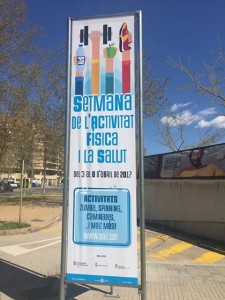 SETMANA
DE L'ACTIVITAT
FÍSICA
I LA SALUT
DEL 3 AL 8 D'ABRIL DE 2017
ACTIVITATS
ZUMBA, SPINNING,
CAMINADES,
...I MOLT MÉS!